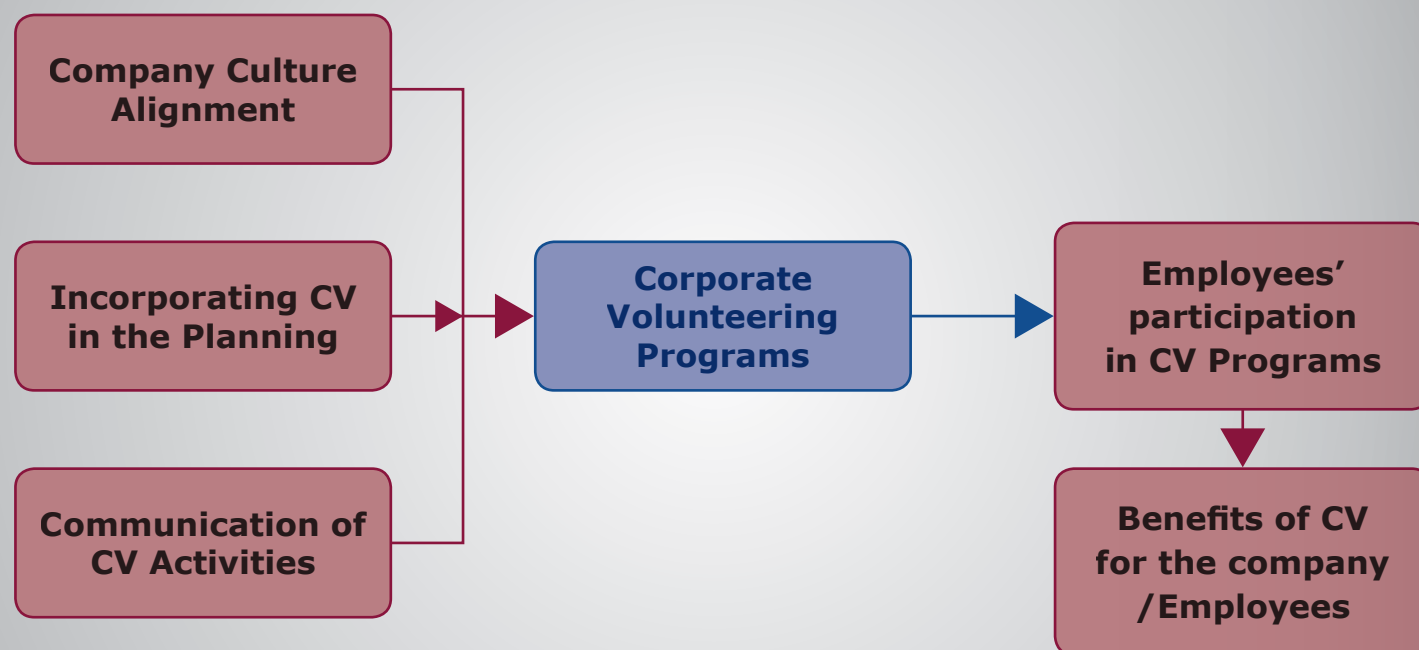 Company Culture
Alignment
Incorporating CV
in the Planning
Communication of
CV Activities
Corporate
Volunteering
Programs
Employees’
participation
in CV Programs
Benefits of CV
for the company
/Employees